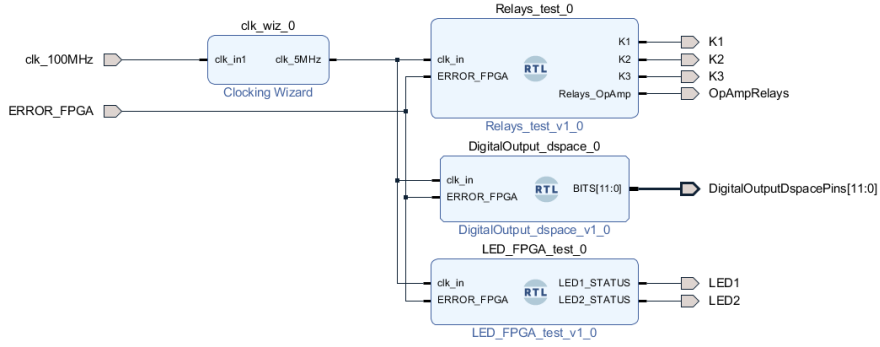 clk_wiz_0
clk_100MHz
clk_in1 clk_5MHz
Clocking Wizard
ERROR_FPGA
Relays_test_0
clk_in
ERROR_FPGA
RTL
K1
K2
K3
Relays_OpAmp
Relays_test_v1_0
K1
K2
K3
OpAmpRelays
DigitalOutput_dspace_0
clk_in
ERROR_FPGA
RTL
BITS[11:0]
DigitalOutput_dspace_v1_0
DigitalOutputDspacePins[11:0]
LED_FPGA_test_0
clk_in
ERROR_FPGA
RTL
LED1_STATUS
LED2_STATUS
LED_FPGA_test_v1_0
LED1
LED2